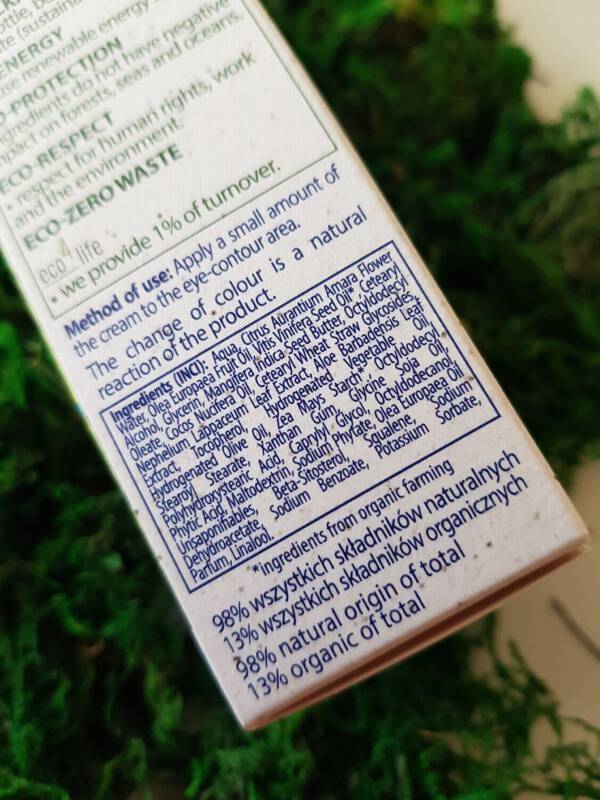 ENERGY
use renewable energy
O-PROTECTION
ngredients do not have negative
mpact on forests, seas and oceans.
ECO-RESPECT
respect for human rights, work
and the environment.
ECO-ZERO WASTE
eco4life
• we provide 1% of turnover.
Method of use: Apply a small amount of
the cream to the eye-contour area.
The change of colour is a natural
reaction of the product.
Ingredients (INCI): Aqua, Citrus Aurantium Amara Flower
Water, Olea Europaea Fruit Oil, Vitis Vinifera Seed Oil*, Cetearyl
Alcohol, Glycerin, Mangifera Indica Seed Butter, Octyldodecyl
Oleate, Cocos Nucifera Oil, Cetearyl Wheat Straw Glycosides,
Nephelium Lappaceum Leaf Extract, Aloe Barbadensis Leaf
Extract, Tocopherol, Hydrogenated Vegetable Oil,
Hydrogenated Olive Oil, Zea Mays Starch*, Octyldodecyl
Stearoyl Stearate, Xanthan Gum, Glycine Soja Oil,
Polyhydroxystearic Acid, Caprylyl Glycol, Octyldodecanol,
Phytic Acid, Maltodextrin, Sodium Phytate, Olea Europaea Oil
Unsaponifiables, Beta-Sitosterol, Squalene, Sodium
Dehydroacetate, Sodium Benzoate, Potassium Sorbate,
Parfum, Linalool.
*ingredients from organic farming
98% wszystkich składników naturalnych
13% wszystkich składników organicznych
98% natural origin of total
13% organic of total